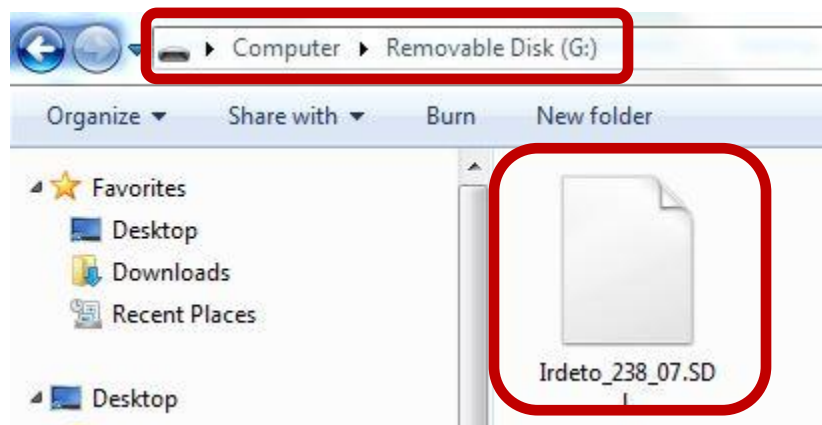 Computer Removable Disk (G:)
Organize Share with Burn New folder
Favorites
Desktop
Downloads
Recent Places
Desktop
Irdeto_238_07.SD